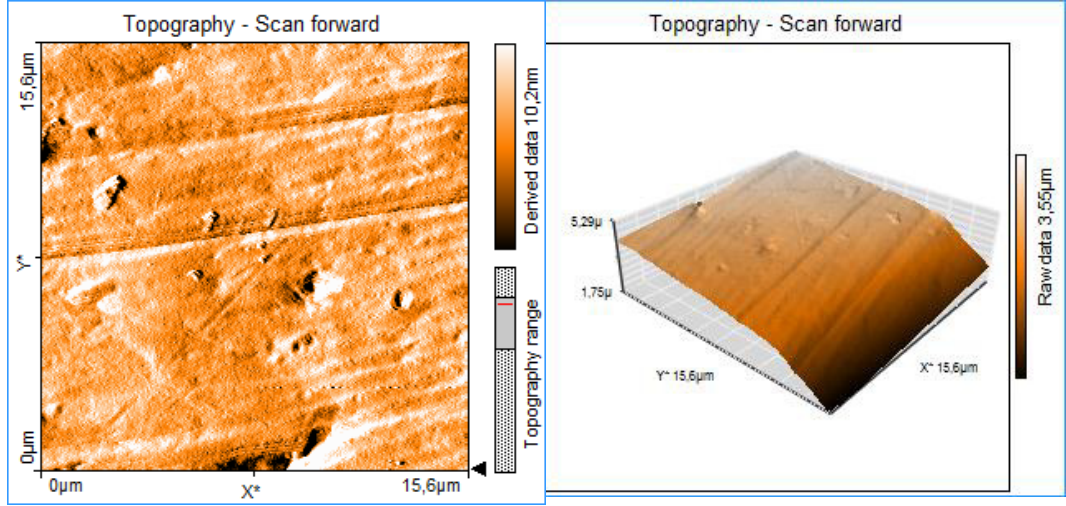 Topography - Scan forward
15,6µm
Y*
0µm
0µm
X*
15,6µm
Derived data 10,2nm
Topography range
Topography - Scan forward
5,29µ
1,75µ
Y* 15,6µm
X* 15,6µm
Raw data 3,55µm